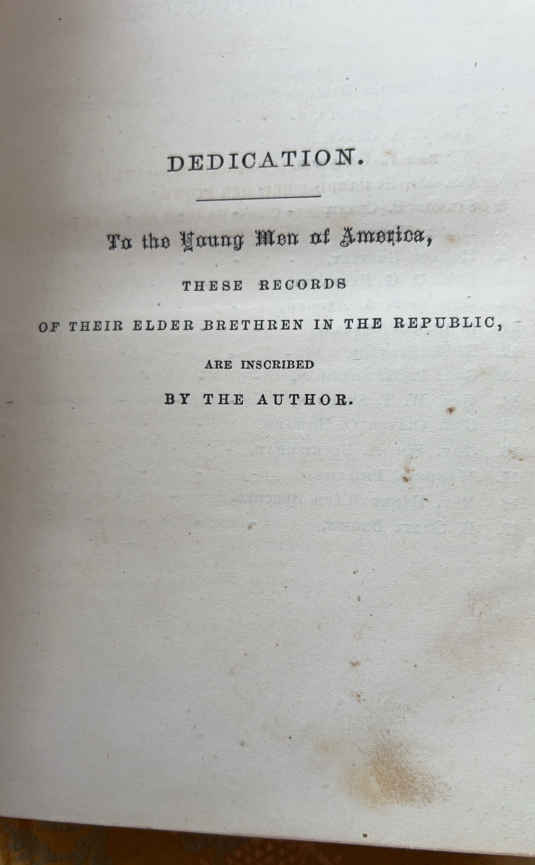 DEDICATION.
To the Young Men of America,
THESE RECORDS
OF THEIR ELDER BRETHREN IN THE REPUBLIC,
ARE INSCRIBED
BY THE AUTHOR.